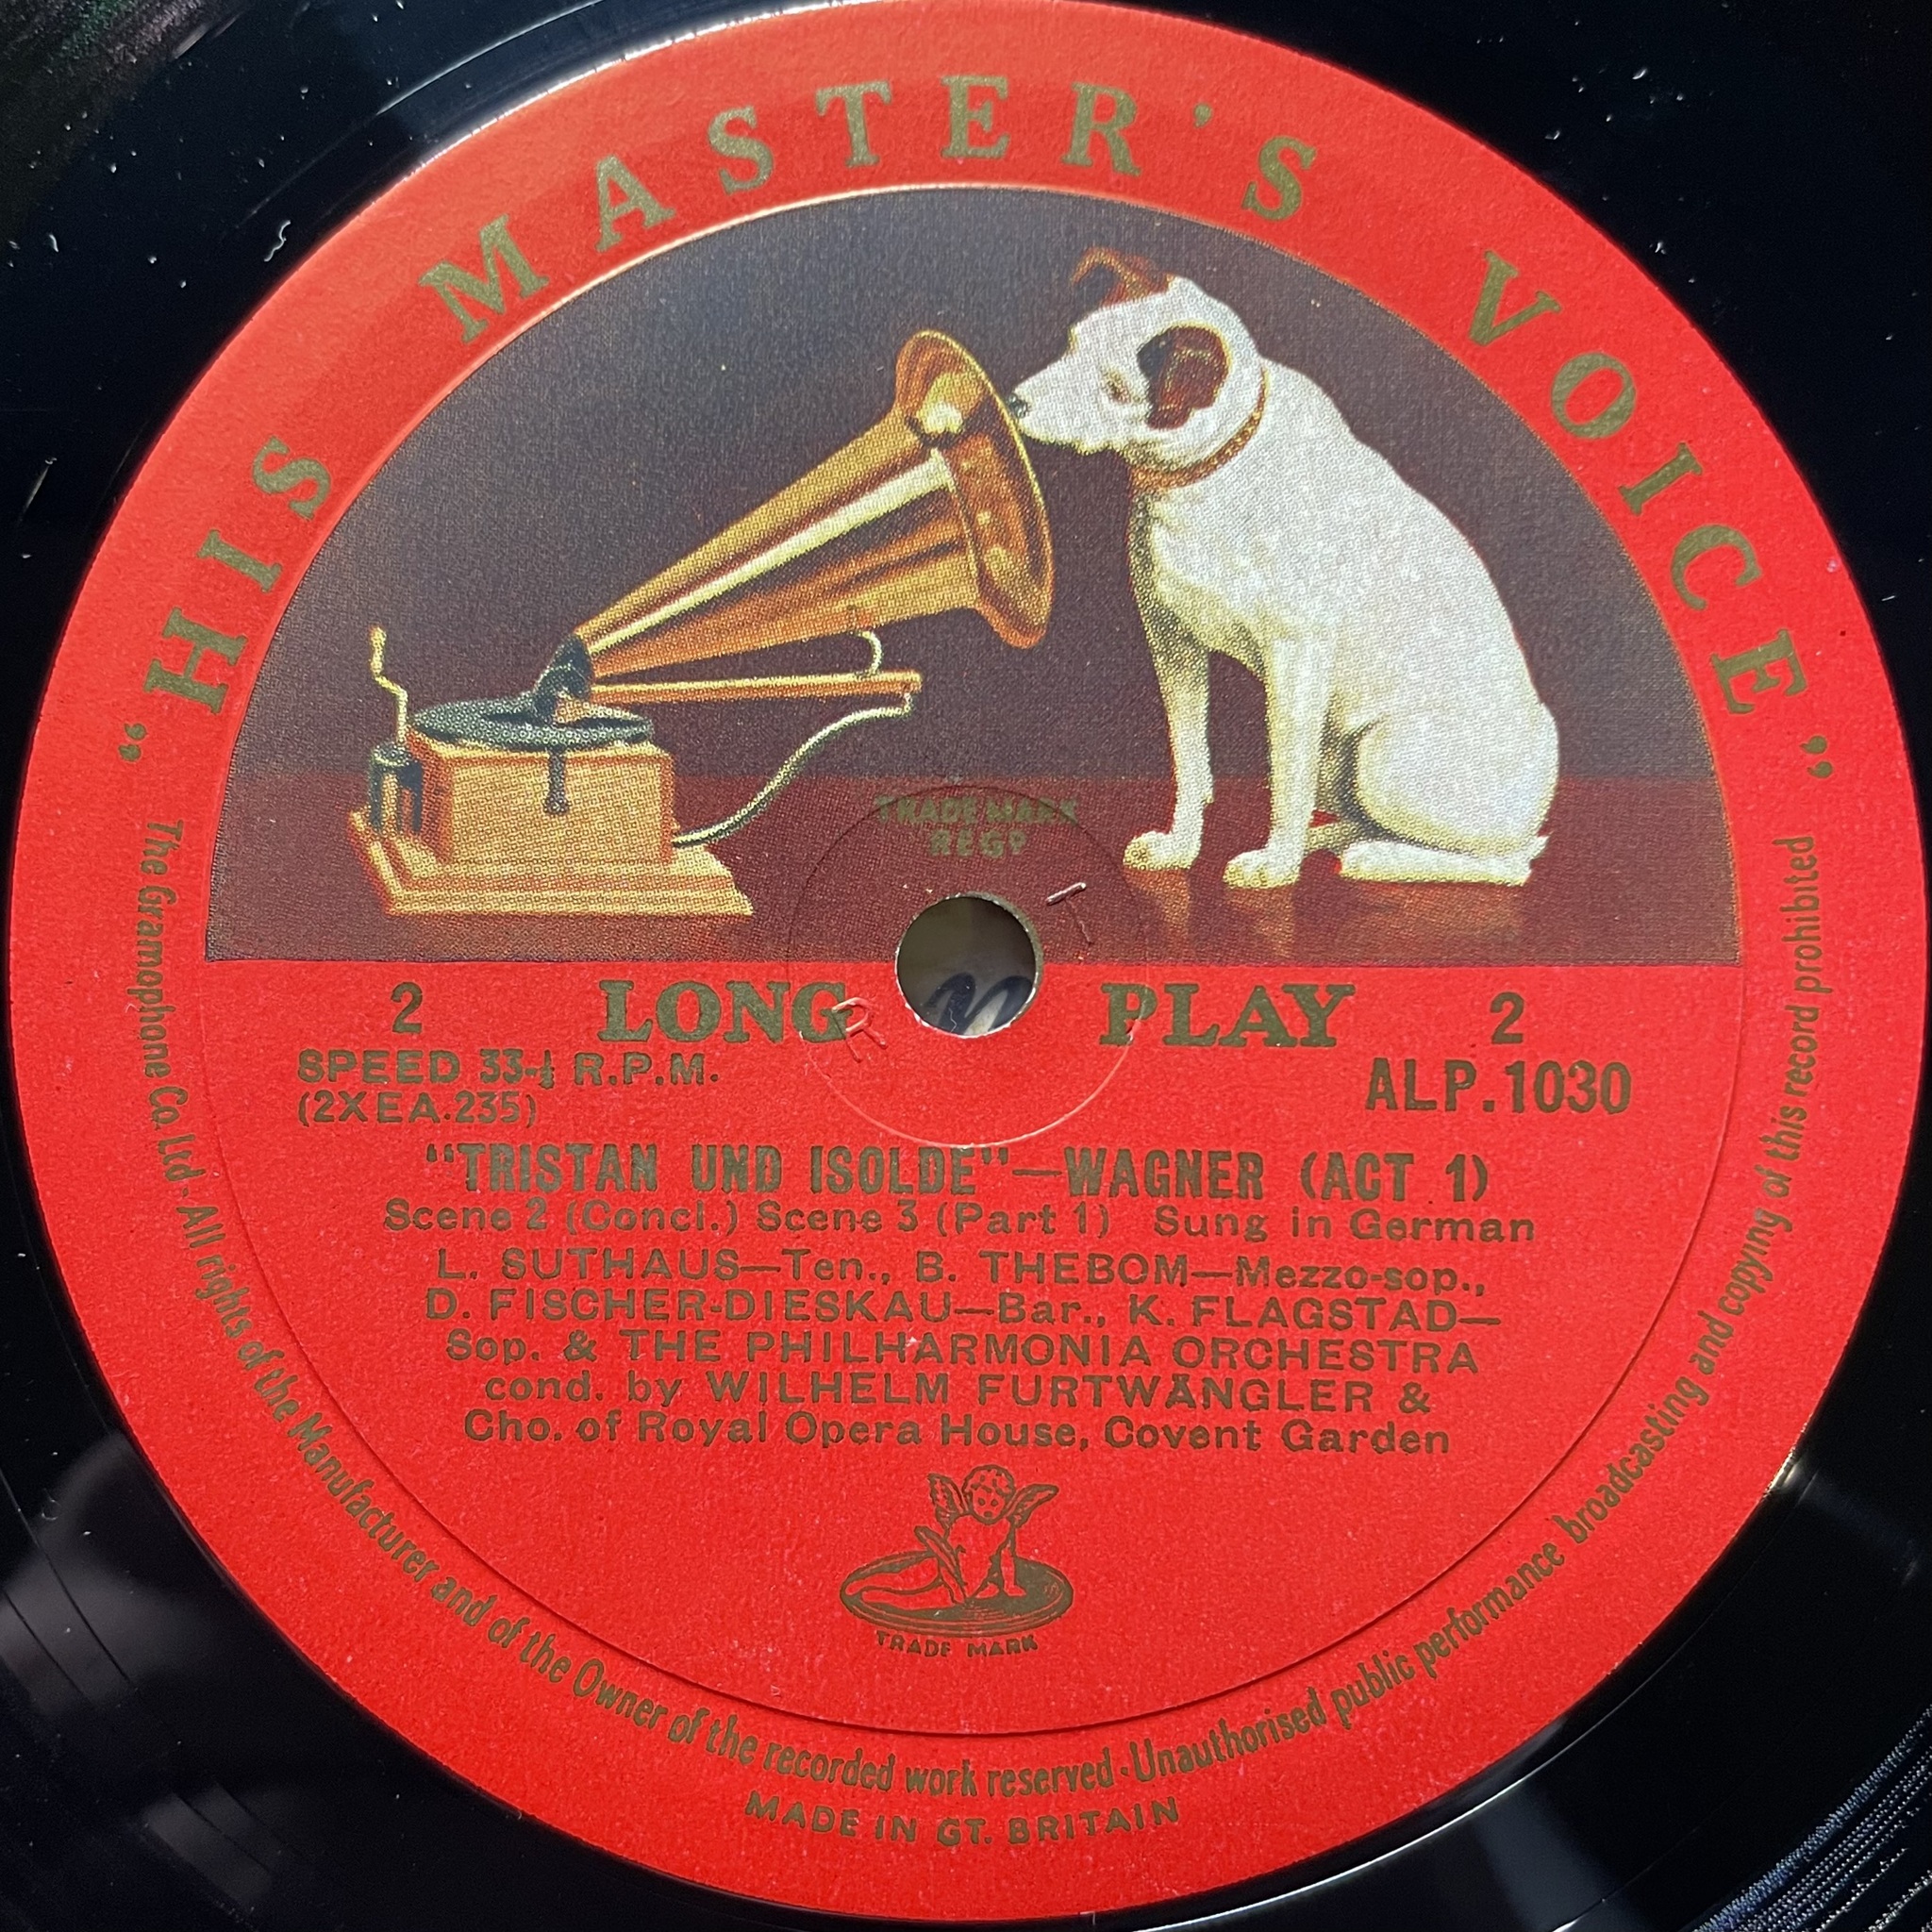 "HIS MASTER'S VOICE"
TRADE MARK
REGD
T
R
2 LONG PLAY 2
SPEED 33-⅓ R.P.M.
(2XEA.235)
ALP.1030
"TRISTAN UND ISOLDE"—WAGNER (ACT 1)
Scene 2 (Concl.) Scene 3 (Part 1) Sung in German
L. SUTHAUS—Ten., B. THEBOM—Mezzo-sop.,
D. FISCHER-DIESKAU—Bar., K. FLAGSTAD—
Sop. & THE PHILHARMONIA ORCHESTRA
cond. by WILHELM FURTWÄNGLER &
Cho. of Royal Opera House, Covent Garden
TRADE MARK
The Gramophone Co. Ltd · All rights of the Manufacturer and of the Owner of the recorded work reserved · Unauthorised public performance broadcasting and copying of this record prohibited
MADE IN GT. BRITAIN